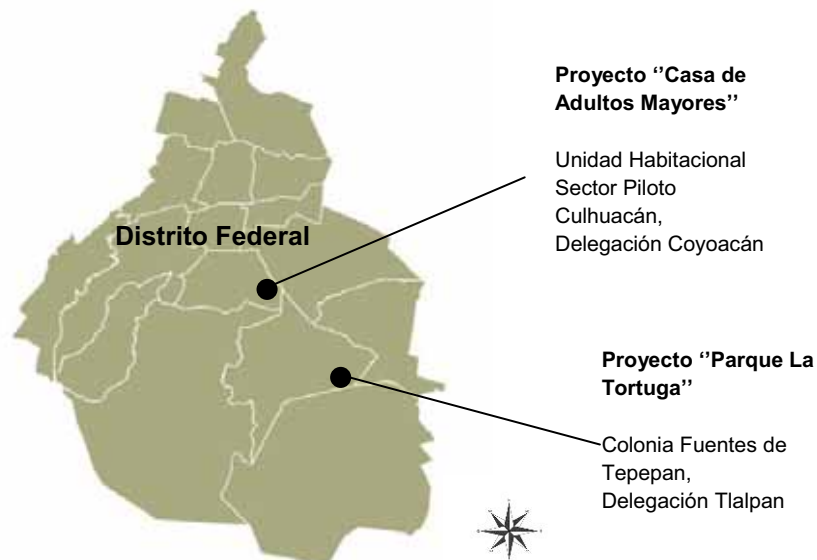 Proyecto ‘’Casa de
Adultos Mayores’’
Unidad Habitacional
Sector Piloto
Culhuacán,
Delegación Coyoacán
Distrito Federal
Proyecto ‘’Parque La
Tortuga’’
Colonia Fuentes de
Tepepan,
Delegación Tlalpan